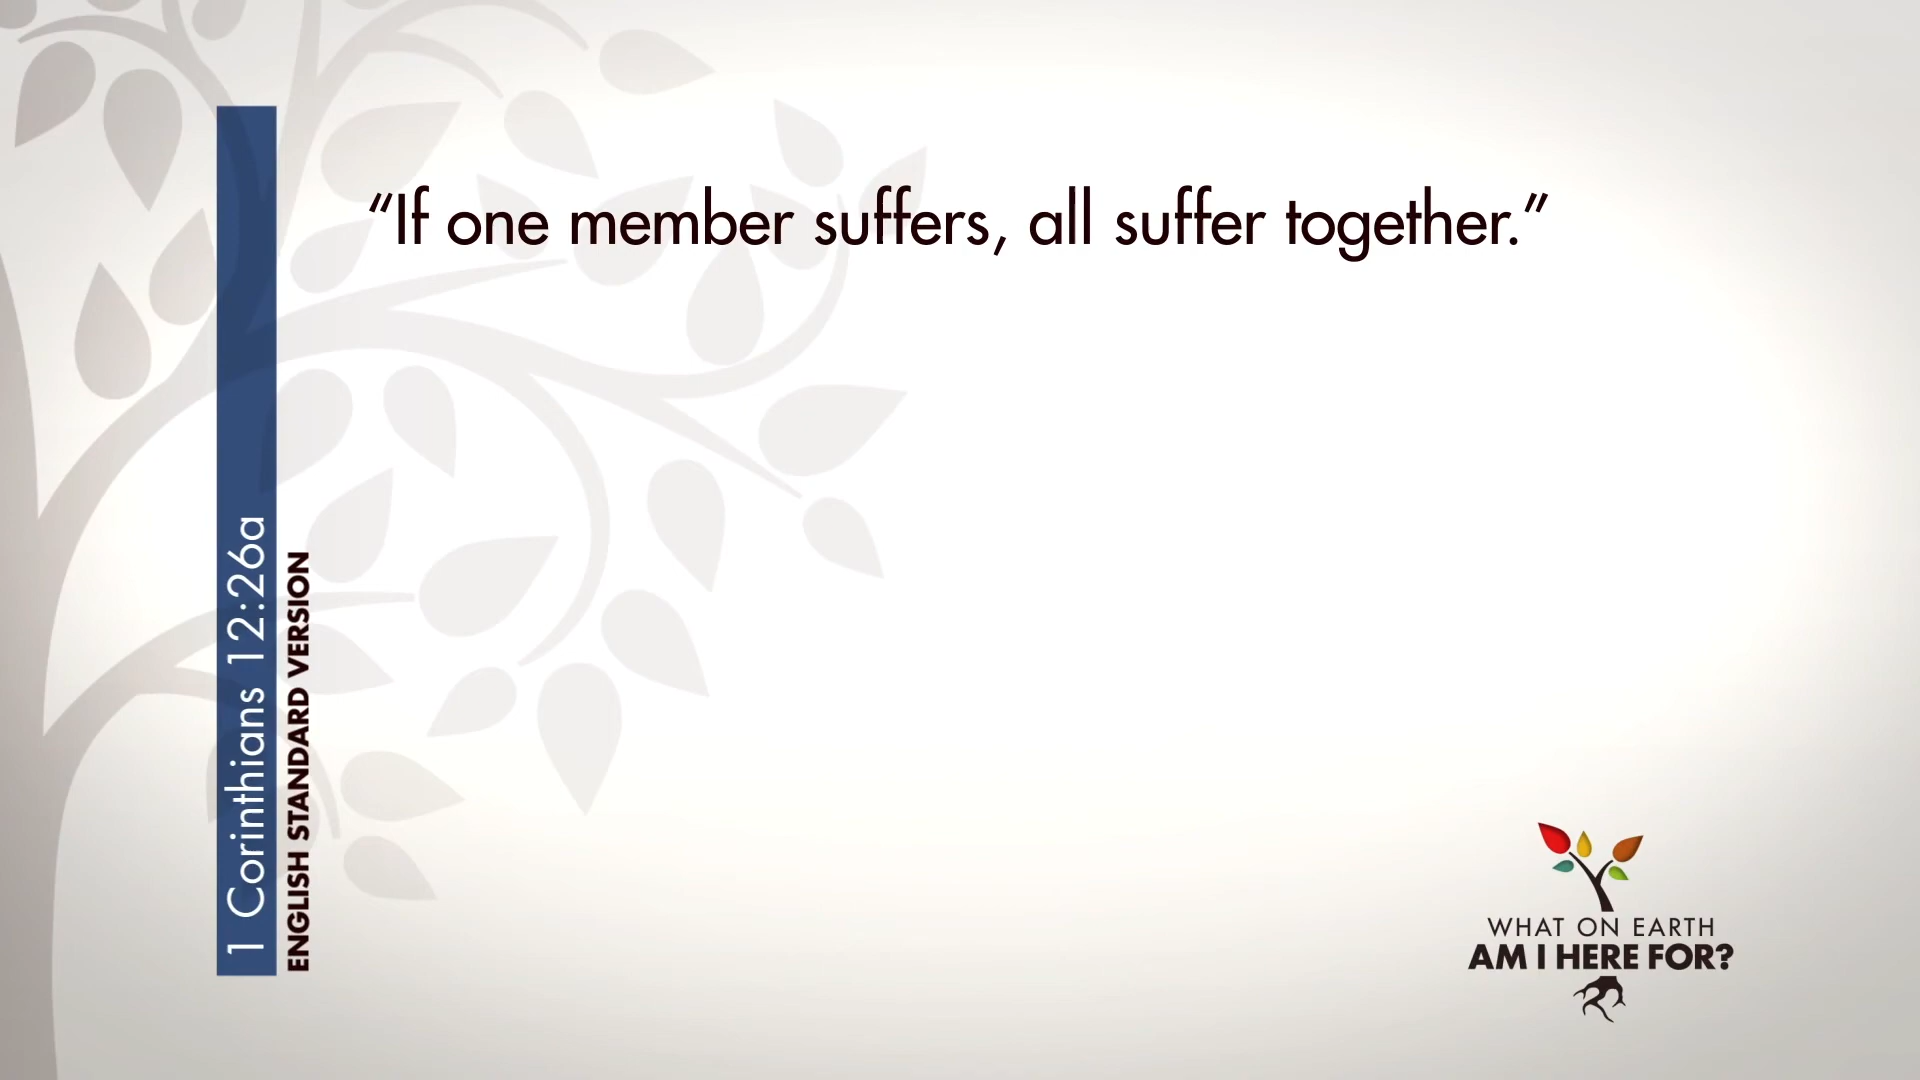 “If one member suffers, all suffer together.”
1 Corinthians 12:26a
ENGLISH STANDARD VERSION
WHAT ON EARTH
AM I HERE FOR?